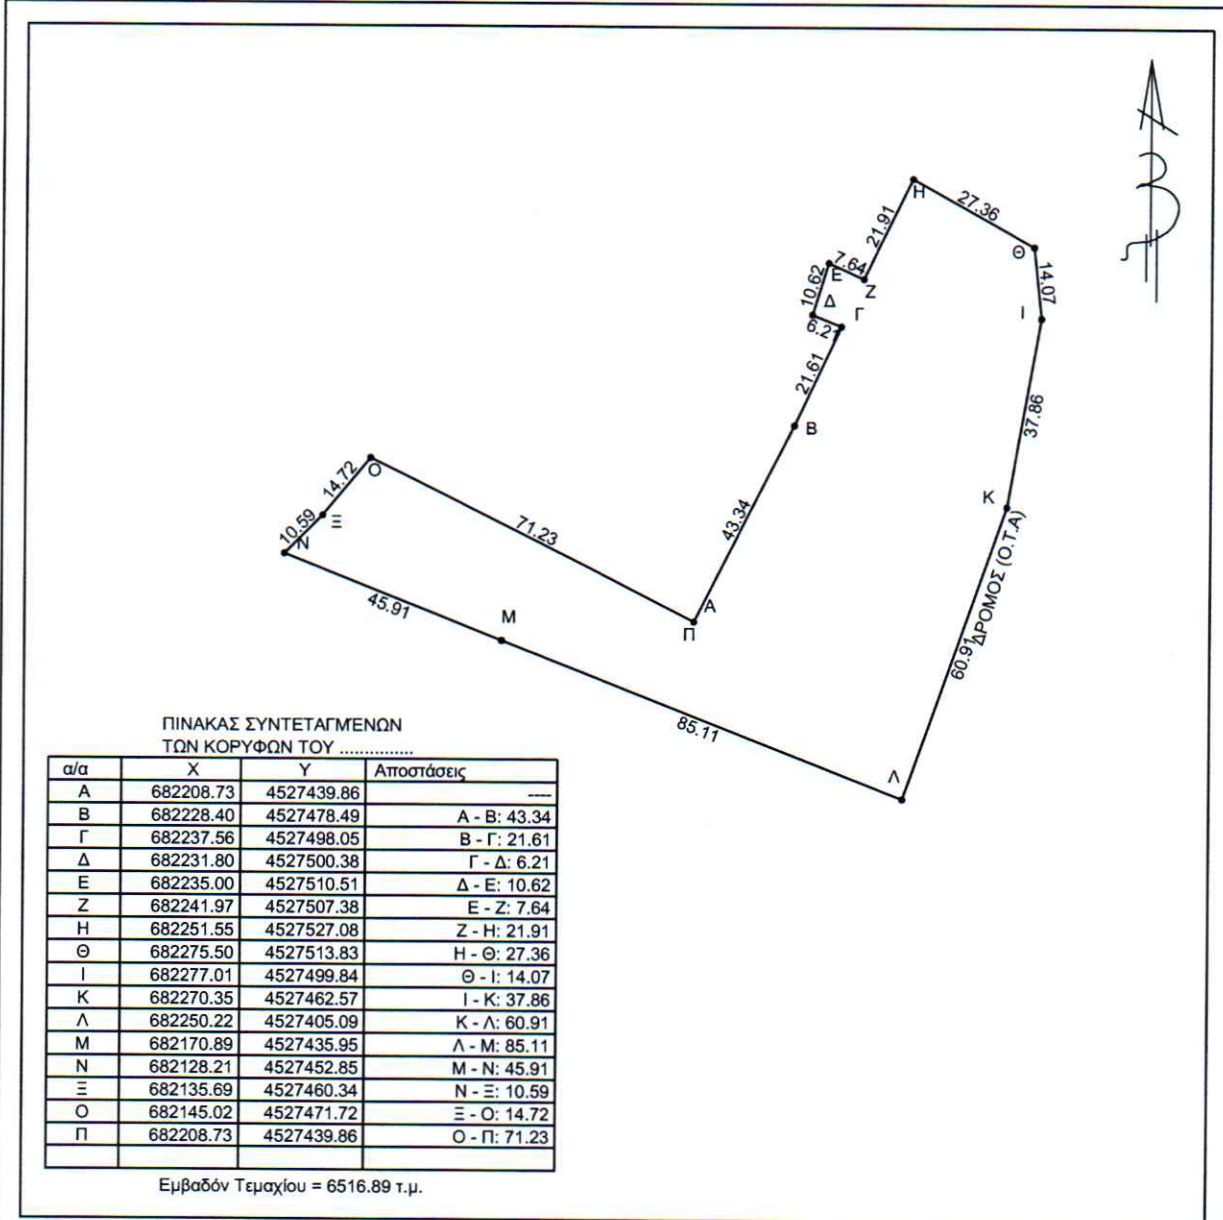 Β
Η
27.36
21.91
Θ
7.64
Ε
Ζ
14.07
10.62
Δ
Γ
Ι
6.21
21.61
Β
37.86
Ο
14.72
Κ
Ξ
10.59
Ν
71.23
43.34
ΔΡΟΜΟΣ (Ο.Τ.Α)
45.91
Α
Μ
Π
60.91
85.11
Λ
ΠΙΝΑΚΑΣ ΣΥΝΤΕΤΑΓΜΈΝΩΝ
ΤΩΝ ΚΟΡΥΦΩΝ ΤΟΥ ...............
α/α Χ Υ Αποστάσεις
Α 682208.73 4527439.86 ----
Β 682228.40 4527478.49 Α - Β: 43.34
Γ 682237.56 4527498.05 Β - Γ: 21.61
Δ 682231.80 4527500.38 Γ - Δ: 6.21
Ε 682235.00 4527510.51 Δ - Ε: 10.62
Ζ 682241.97 4527507.38 Ε - Ζ: 7.64
Η 682251.55 4527527.08 Ζ - Η: 21.91
Θ 682275.50 4527513.83 Η - Θ: 27.36
Ι 682277.01 4527499.84 Θ - Ι: 14.07
Κ 682270.35 4527462.57 Ι - Κ: 37.86
Λ 682250.22 4527405.09 Κ - Λ: 60.91
Μ 682170.89 4527435.95 Λ - Μ: 85.11
Ν 682128.21 4527452.85 Μ - Ν: 45.91
Ξ 682135.69 4527460.34 Ν - Ξ: 10.59
Ο 682145.02 4527471.72 Ξ - Ο: 14.72
Π 682208.73 4527439.86 Ο - Π: 71.23
Εμβαδόν Τεμαχίου = 6516.89 τ.μ.